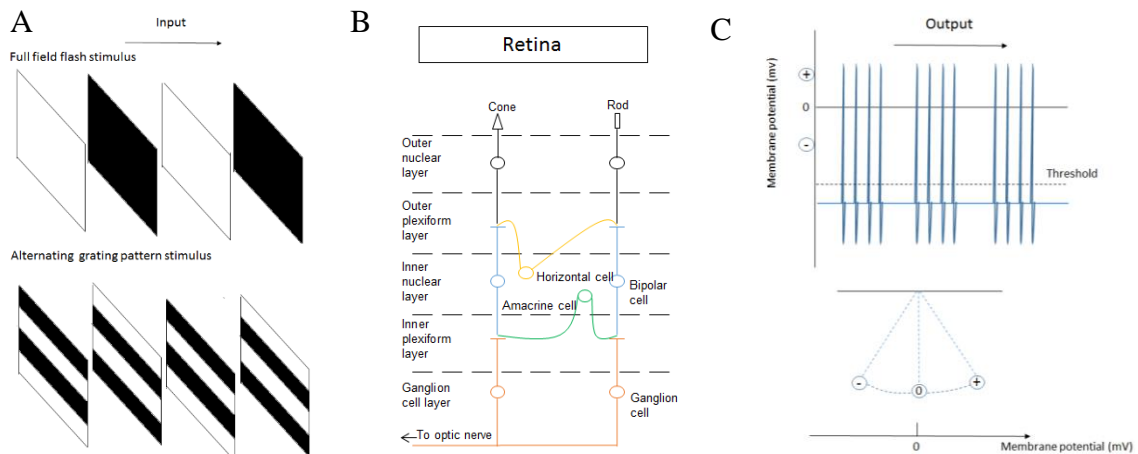 A
Input
Full field flash stimulus
Alternating grating pattern stimulus
B
Retina
Cone
Rod
Outer
nuclear
layer
Outer
plexiform
layer
Inner
nuclear
layer
Horizontal cell
Bipolar
cell
Amacrine cell
Inner
plexiform
layer
Ganglion
cell layer
Ganglion
cell
To optic nerve
C
Output
Membrane potential (mv)
+
0
-
Threshold
-
0
+
0
Membrane potential (mV)